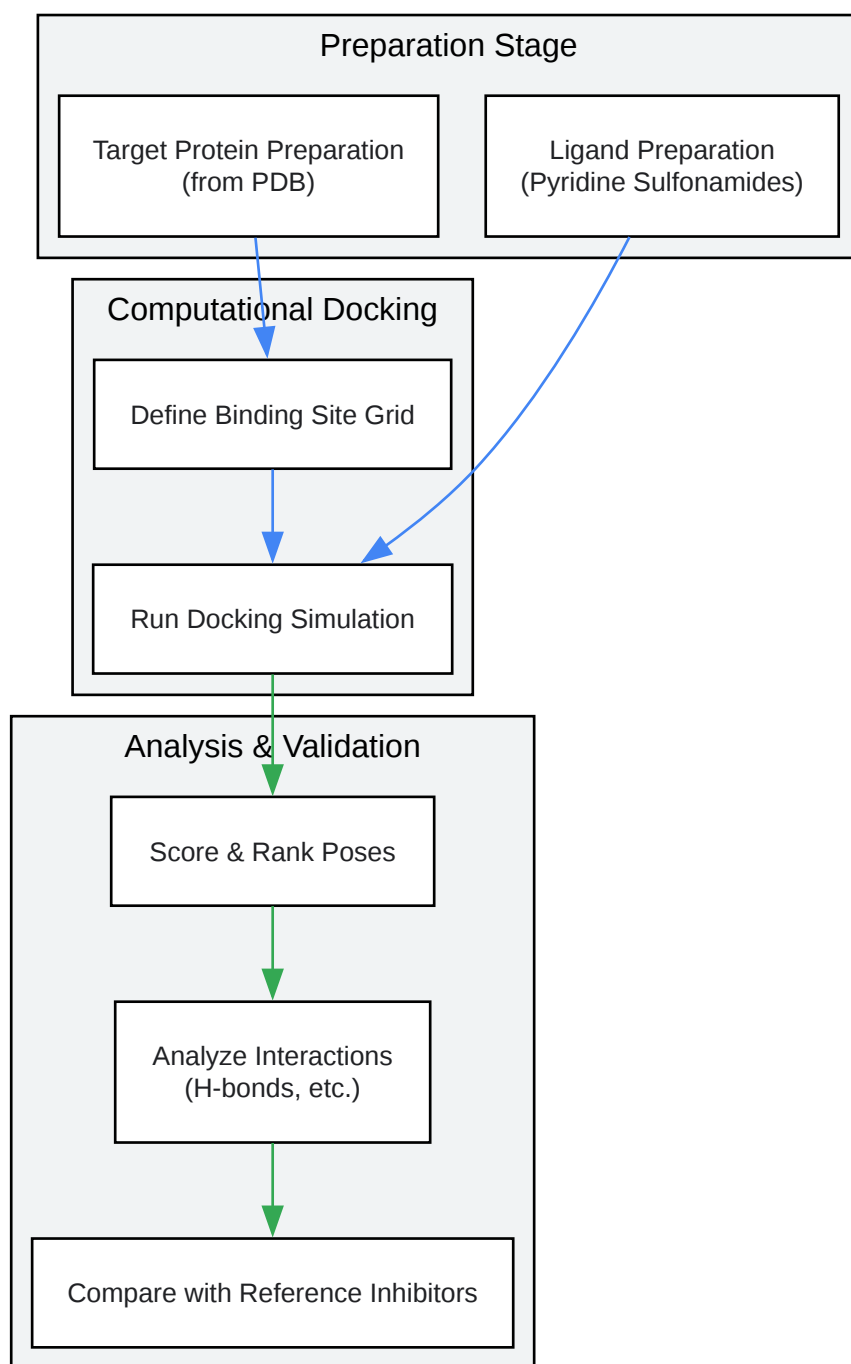 Preparation Stage
Target Protein Preparation
(from PDB)
Ligand Preparation
(Pyridine Sulfonamides)
Computational Docking
Define Binding Site Grid
Run Docking Simulation
Analysis & Validation
Score & Rank Poses
Analyze Interactions
(H-bonds, etc.)
Compare with Reference Inhibitors